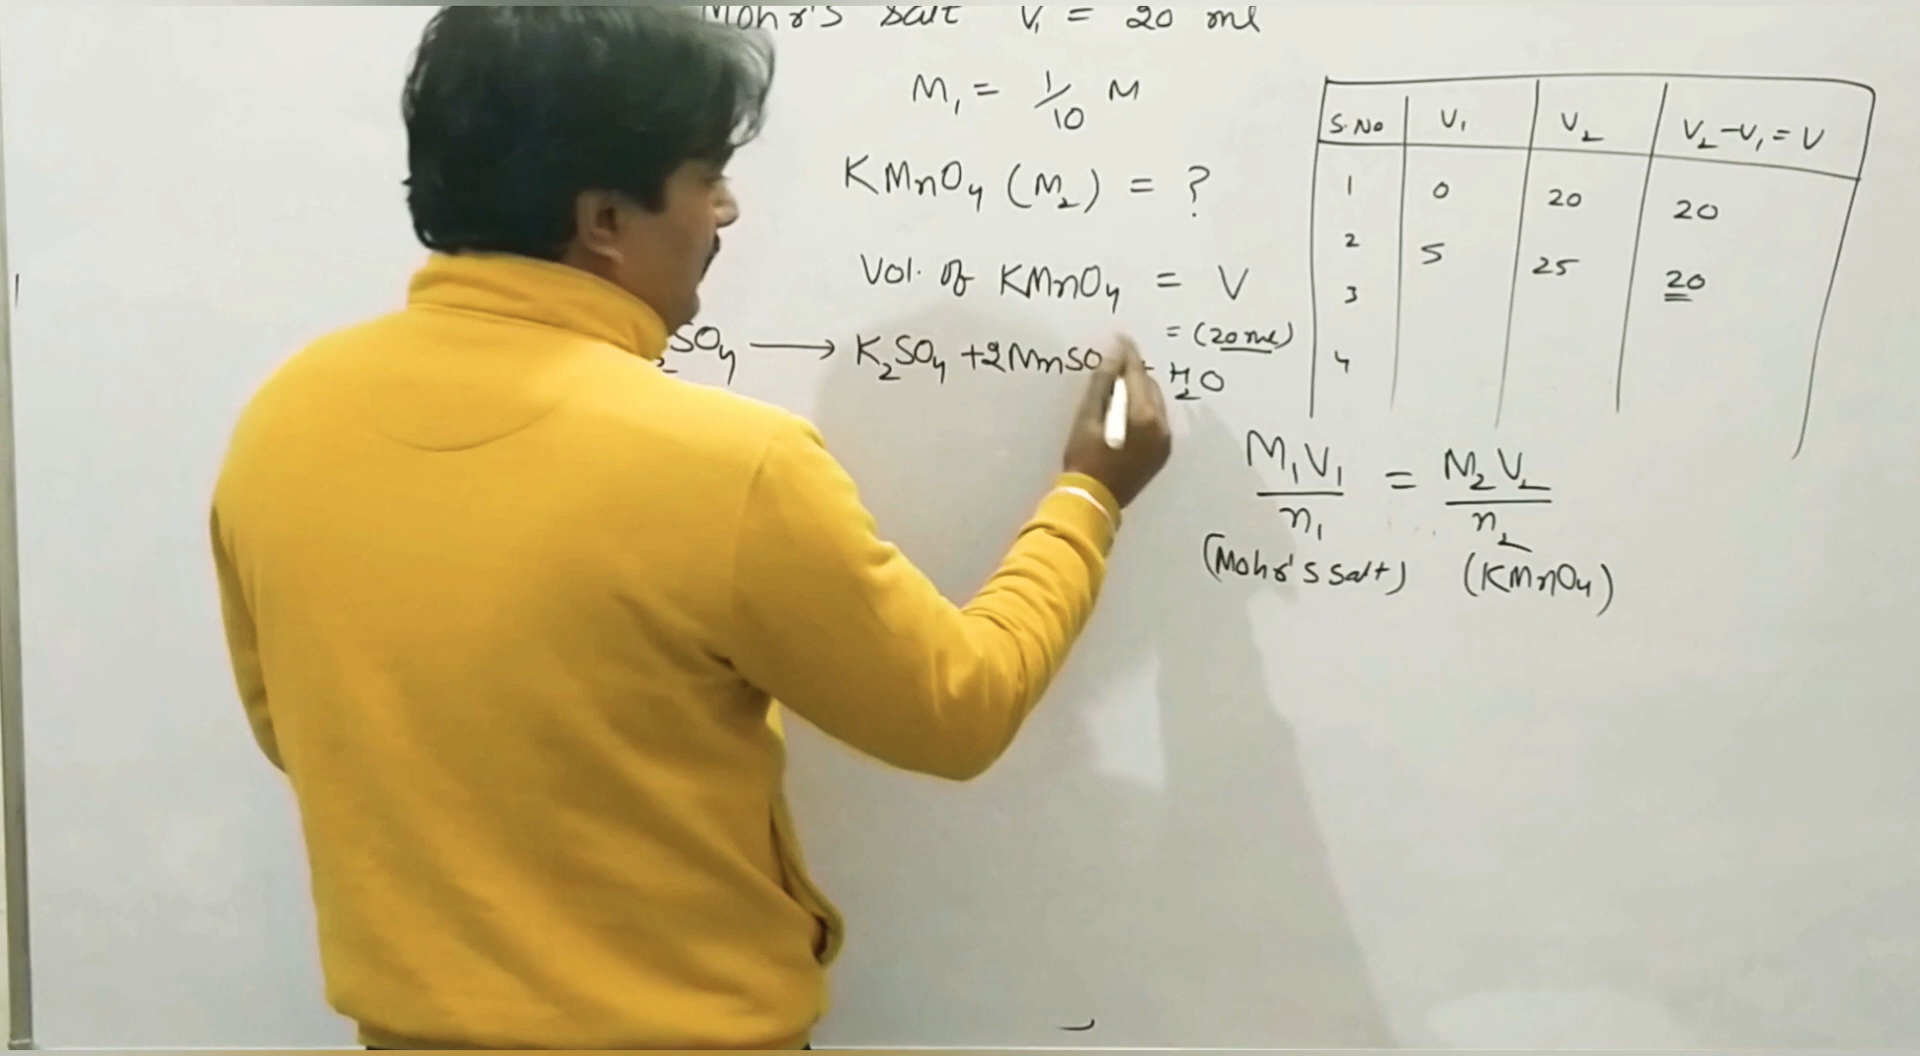 Mohr's salt V₁ = 20 ml
M₁ = 1/10 M
KMnO₄ (M₂) = ?
Vol. of KMnO₄ = V
= (20 ml)
SO₄ ⟶ K₂SO₄ + 2MnSO + H₂O
S.No V₁ V₂ V₂-V₁=V
1 0 20 20
2 5 25 20
3
4
M₁V₁/n₁ = M₂V₂/n₂
(Mohr's salt) (KMnO₄)